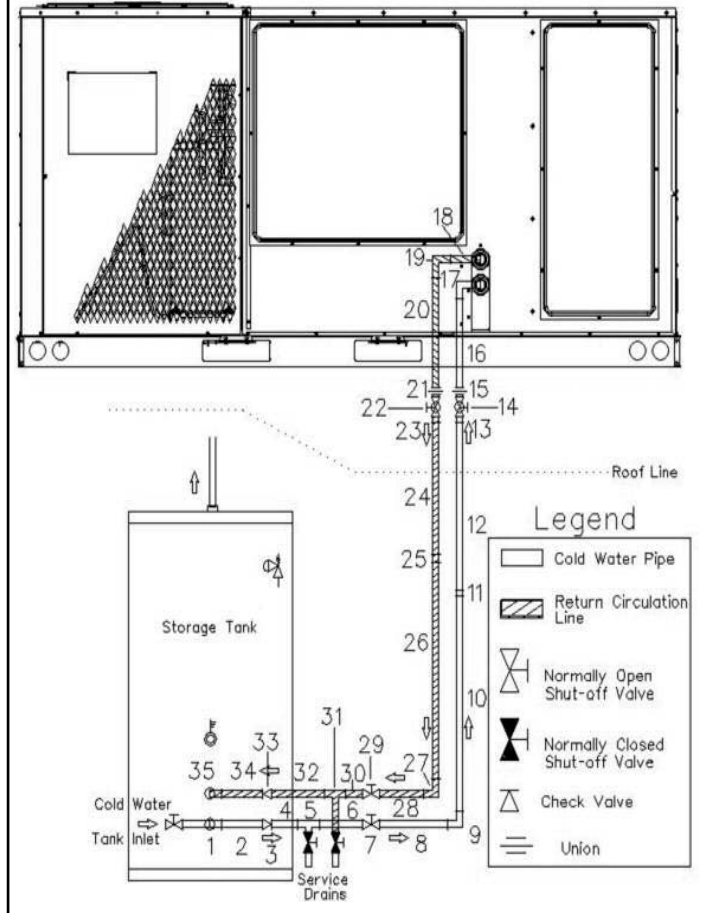 18
19
17
20
16
21 15
22 14
23 13
Roof Line
24
12
Legend
25
Cold Water Pipe
11
Return Circulation
Line
Storage Tank
26
Normally Open
Shut-off Valve
10
31
29
Normally Closed
Shut-off Valve
33
27
35 34 32 30
28
Cold Water
Check Valve
4 5 6
9
Tank Inlet
1 2 3 7 8
Union
Service
Drains